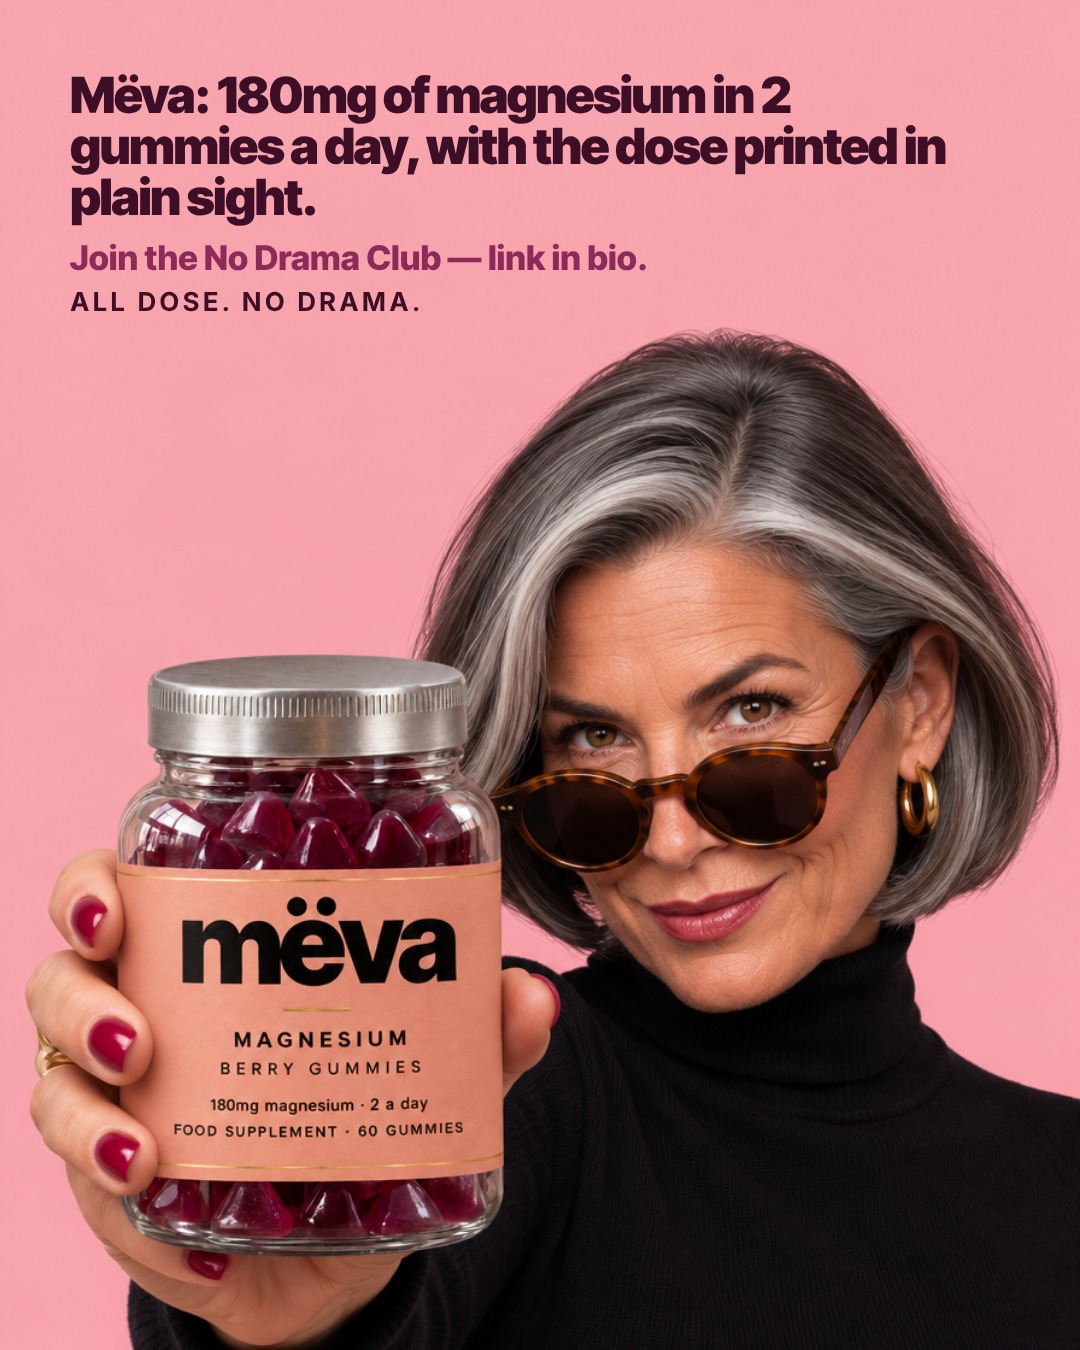 Mëva: 180mg of magnesium in 2
gummies a day, with the dose printed in
plain sight.
Join the No Drama Club — link in bio.
ALL DOSE. NO DRAMA.
mëva
MAGNESIUM
BERRY GUMMIES
180mg magnesium · 2 a day
FOOD SUPPLEMENT · 60 GUMMIES